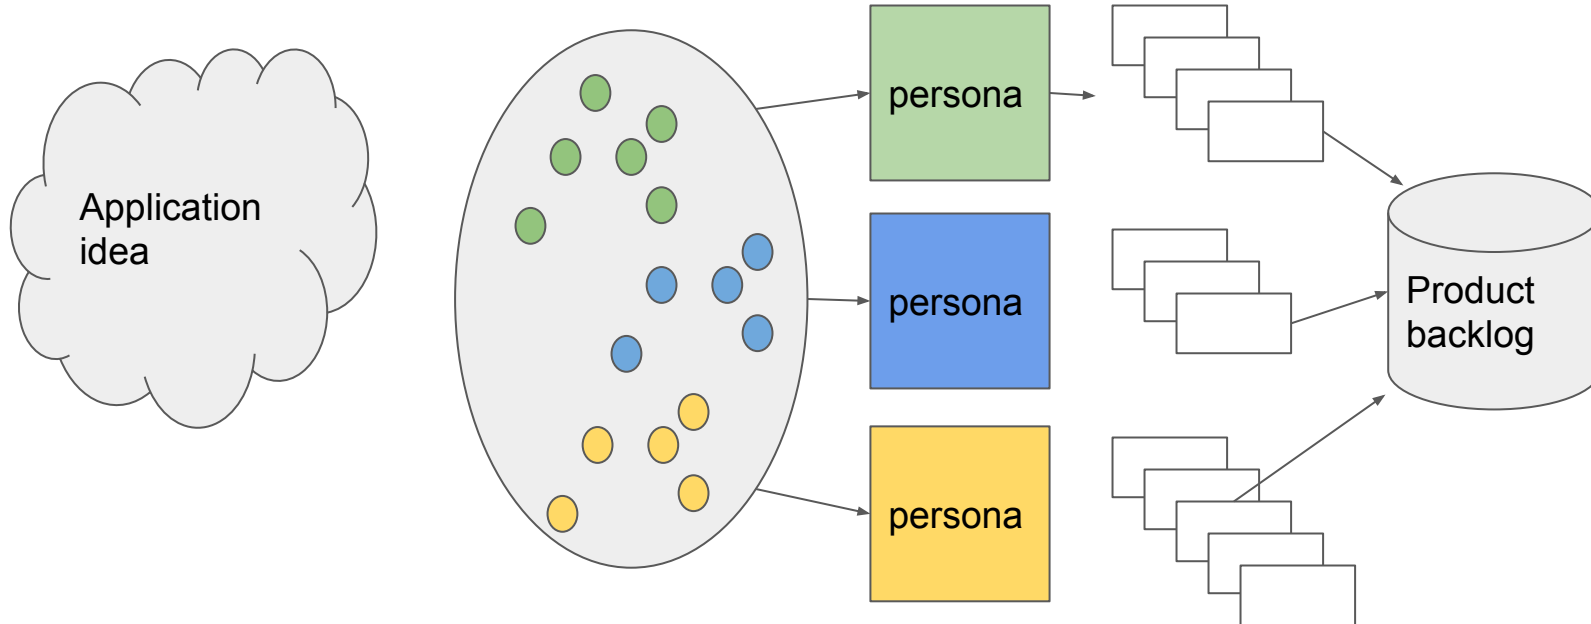 Application
idea
persona
persona
persona
Product
backlog